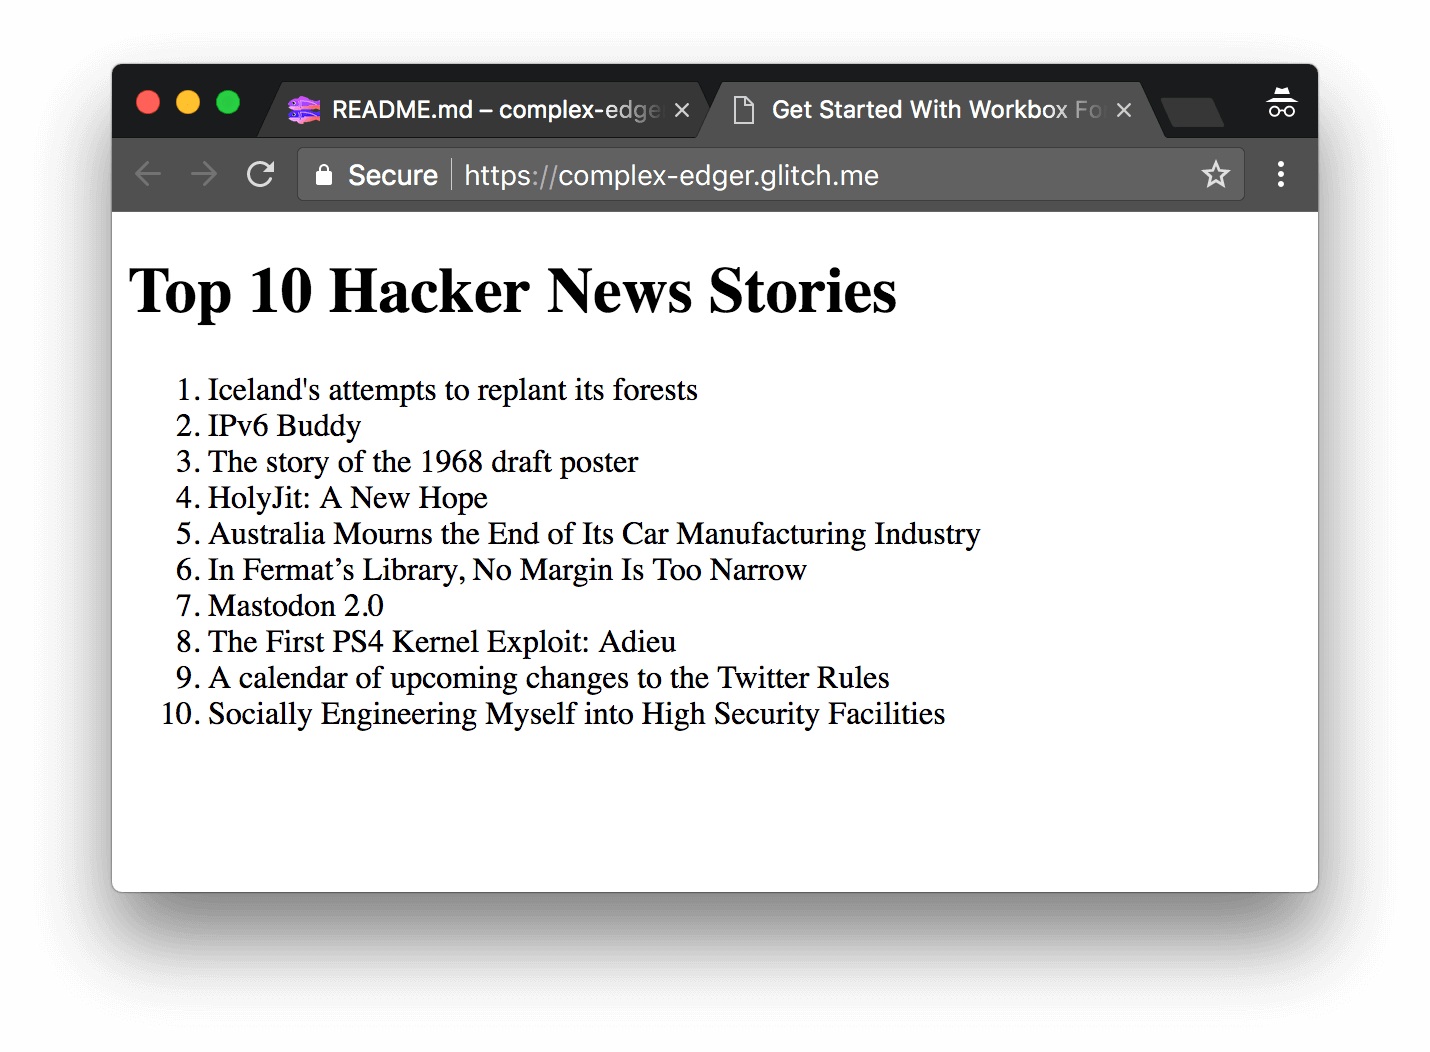 README.md – complex-edge
Get Started With Workbox Fo
Secure
https://complex-edger.glitch.me
Top 10 Hacker News Stories
1. Iceland's attempts to replant its forests
2. IPv6 Buddy
3. The story of the 1968 draft poster
4. HolyJit: A New Hope
5. Australia Mourns the End of Its Car Manufacturing Industry
6. In Fermat’s Library, No Margin Is Too Narrow
7. Mastodon 2.0
8. The First PS4 Kernel Exploit: Adieu
9. A calendar of upcoming changes to the Twitter Rules
10. Socially Engineering Myself into High Security Facilities